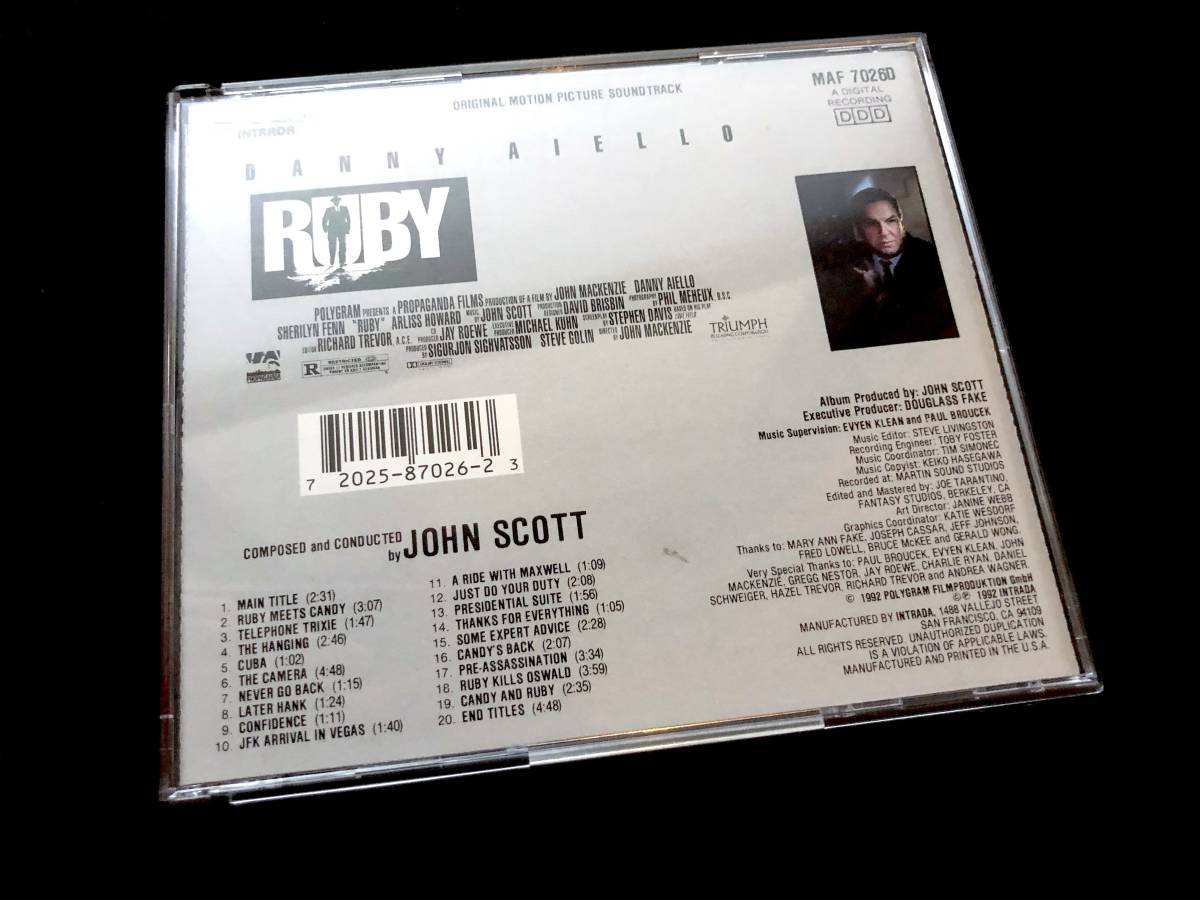 INTRADA
ORIGINAL MOTION PICTURE SOUNDTRACK
MAF 7026D
A DIGITAL
RECORDING
DDD
DANNY AIELLO
RUBY
POLYGRAM PRESENTS A PROPAGANDA FILMS PRODUCTION OF A FILM BY JOHN MACKENZIE DANNY AIELLO
SHERILYN FENN "RUBY" ARLISS HOWARD MUSIC BY JOHN SCOTT PRODUCTION DESIGNER DAVID BRISBIN PHOTOGRAPHY BY PHIL MEHEUX, B.S.C.
EDITOR RICHARD TREVOR, A.C.E. CO PRODUCER JAY ROEWE EXECUTIVE PRODUCER MICHAEL KUHN SCREENPLAY BY STEPHEN DAVIS BASED ON HIS PLAY
PRODUCED BY SIGURJON SIGHVATSSON STEVE GOLIN DIRECTED BY JOHN MACKENZIE
PROPAGANDA
R RESTRICTED
DOLBY STEREO
TRIUMPH
RELEASING CORPORATION
7 2025-87026-2 3
COMPOSED and CONDUCTED
by JOHN SCOTT
1. MAIN TITLE (2:31)
2. RUBY MEETS CANDY (3:07)
3. TELEPHONE TRIXIE (1:47)
4. THE HANGING (2:46)
5. CUBA (1:02)
6. THE CAMERA (4:48)
7. NEVER GO BACK (1:15)
8. LATER HANK (1:24)
9. CONFIDENCE (1:11)
10. JFK ARRIVAL IN VEGAS (1:40)
11. A RIDE WITH MAXWELL (1:09)
12. JUST DO YOUR DUTY (2:08)
13. PRESIDENTIAL SUITE (1:56)
14. THANKS FOR EVERYTHING (1:05)
15. SOME EXPERT ADVICE (2:28)
16. CANDY'S BACK (2:07)
17. PRE-ASSASSINATION (3:34)
18. RUBY KILLS OSWALD (3:59)
19. CANDY AND RUBY (2:35)
20. END TITLES (4:48)
Album Produced by: JOHN SCOTT
Executive Producer: DOUGLASS FAKE
Music Supervision: EVYEN KLEAN and PAUL BROUCEK
Music Editor: STEVE LIVINGSTON
Recording Engineer: TOBY FOSTER
Music Coordinator: TIM SIMONEC
Music Copyist: KEIKO HASEGAWA
Recorded at: MARTIN SOUND STUDIOS
Edited and Mastered by: JOE TARANTINO,
FANTASY STUDIOS, BERKELEY, CA
Art Director: JANINE WEBB
Graphics Coordinator: KATIE WESDORF
Thanks to: MARY ANN FAKE, JOSEPH CASSAR, JEFF JOHNSON,
FRED LOWELL, BRUCE McKEE and GERALD WONG.
Very Special Thanks to: PAUL BROUCEK, EVYEN KLEAN, JOHN
MACKENZIE, GREGG NESTOR, JAY ROEWE, CHARLIE RYAN, DANIEL
SCHWEIGER, HAZEL TREVOR, RICHARD TREVOR and ANDREA WAGNER.
© 1992 POLYGRAM FILMPRODUKTION GmbH
©℗ 1992 INTRADA
MANUFACTURED BY INTRADA, 1488 VALLEJO STREET
SAN FRANCISCO, CA 94109
ALL RIGHTS RESERVED. UNAUTHORIZED DUPLICATION
IS A VIOLATION OF APPLICABLE LAWS.
MANUFACTURED AND PRINTED IN THE U.S.A.